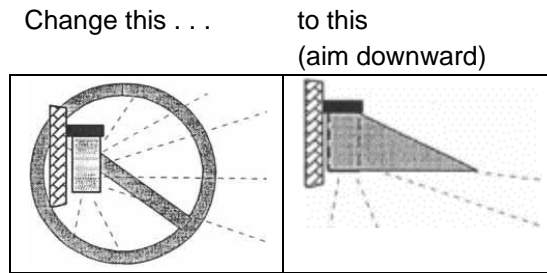 Change this . . .
to this
(aim downward)